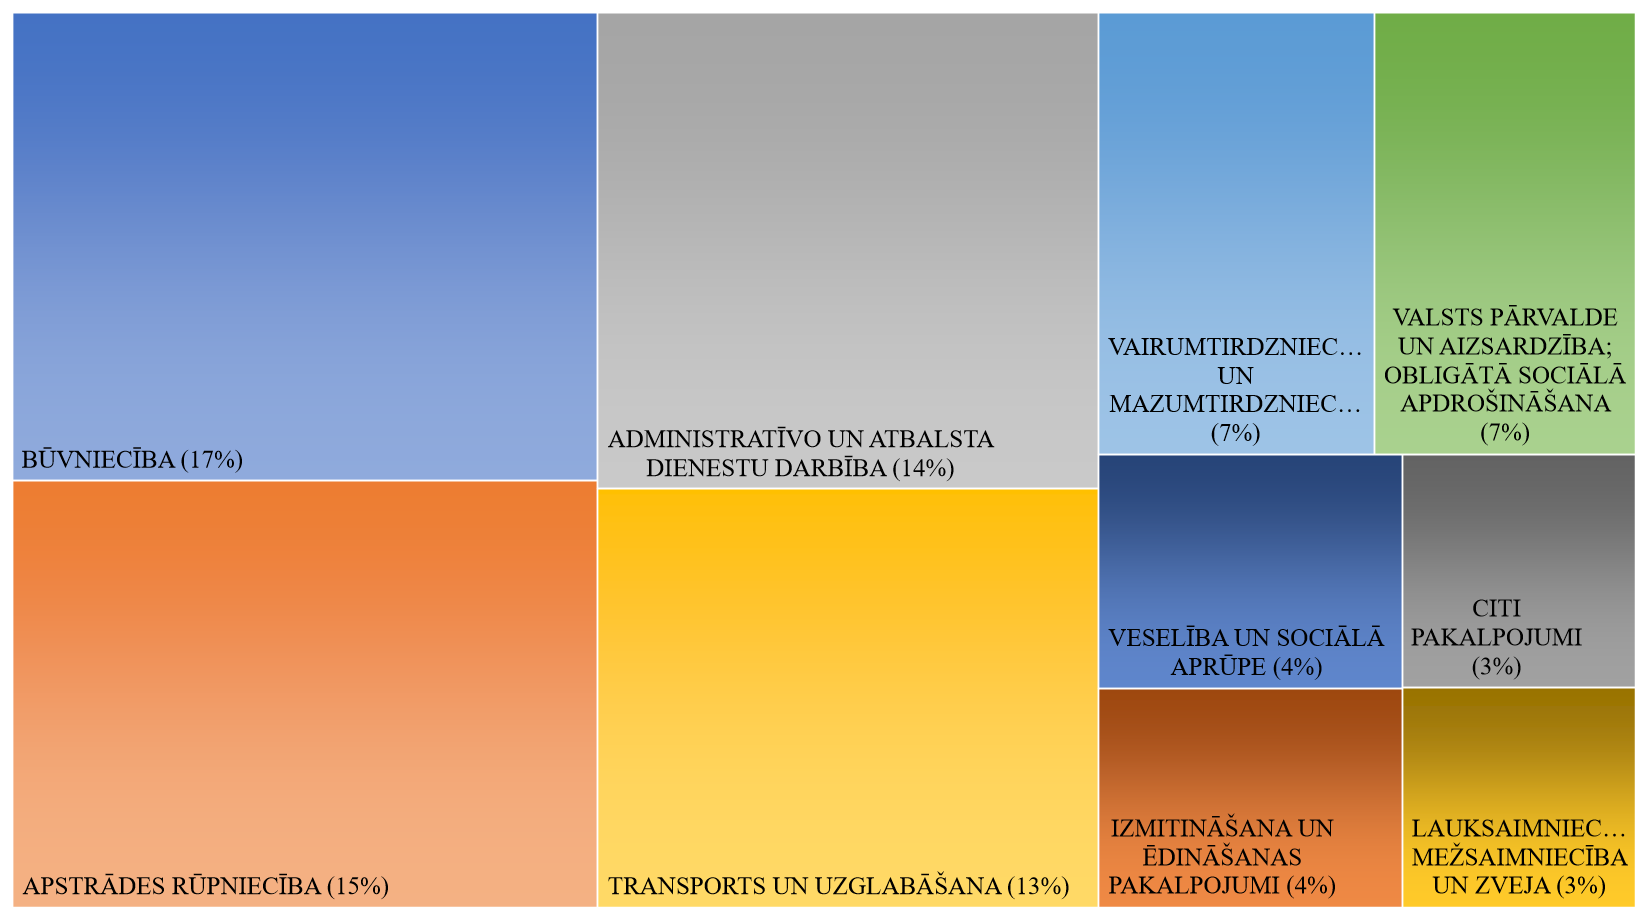 BŪVNIECĪBA (17%)
APSTRĀDES RŪPNIECĪBA (15%)
ADMINISTRATĪVO UN ATBALSTA
DIENESTU DARBĪBA (14%)
TRANSPORTS UN UZGLABĀŠANA (13%)
VAIRUMTIRDZNIEC…
UN
MAZUMTIRDZNIEC…
(7%)
VALSTS PĀRVALDE
UN AIZSARDZĪBA;
OBLIGĀTĀ SOCIĀLĀ
APDROŠINĀŠANA
(7%)
VESELĪBA UN SOCIĀLĀ
APRŪPE (4%)
CITI
PAKALPOJUMI
(3%)
IZMITINĀŠANA UN
ĒDINĀŠANAS
PAKALPOJUMI (4%)
LAUKSAIMNIEC…
MEŽSAIMNIECĪBA
UN ZVEJA (3%)